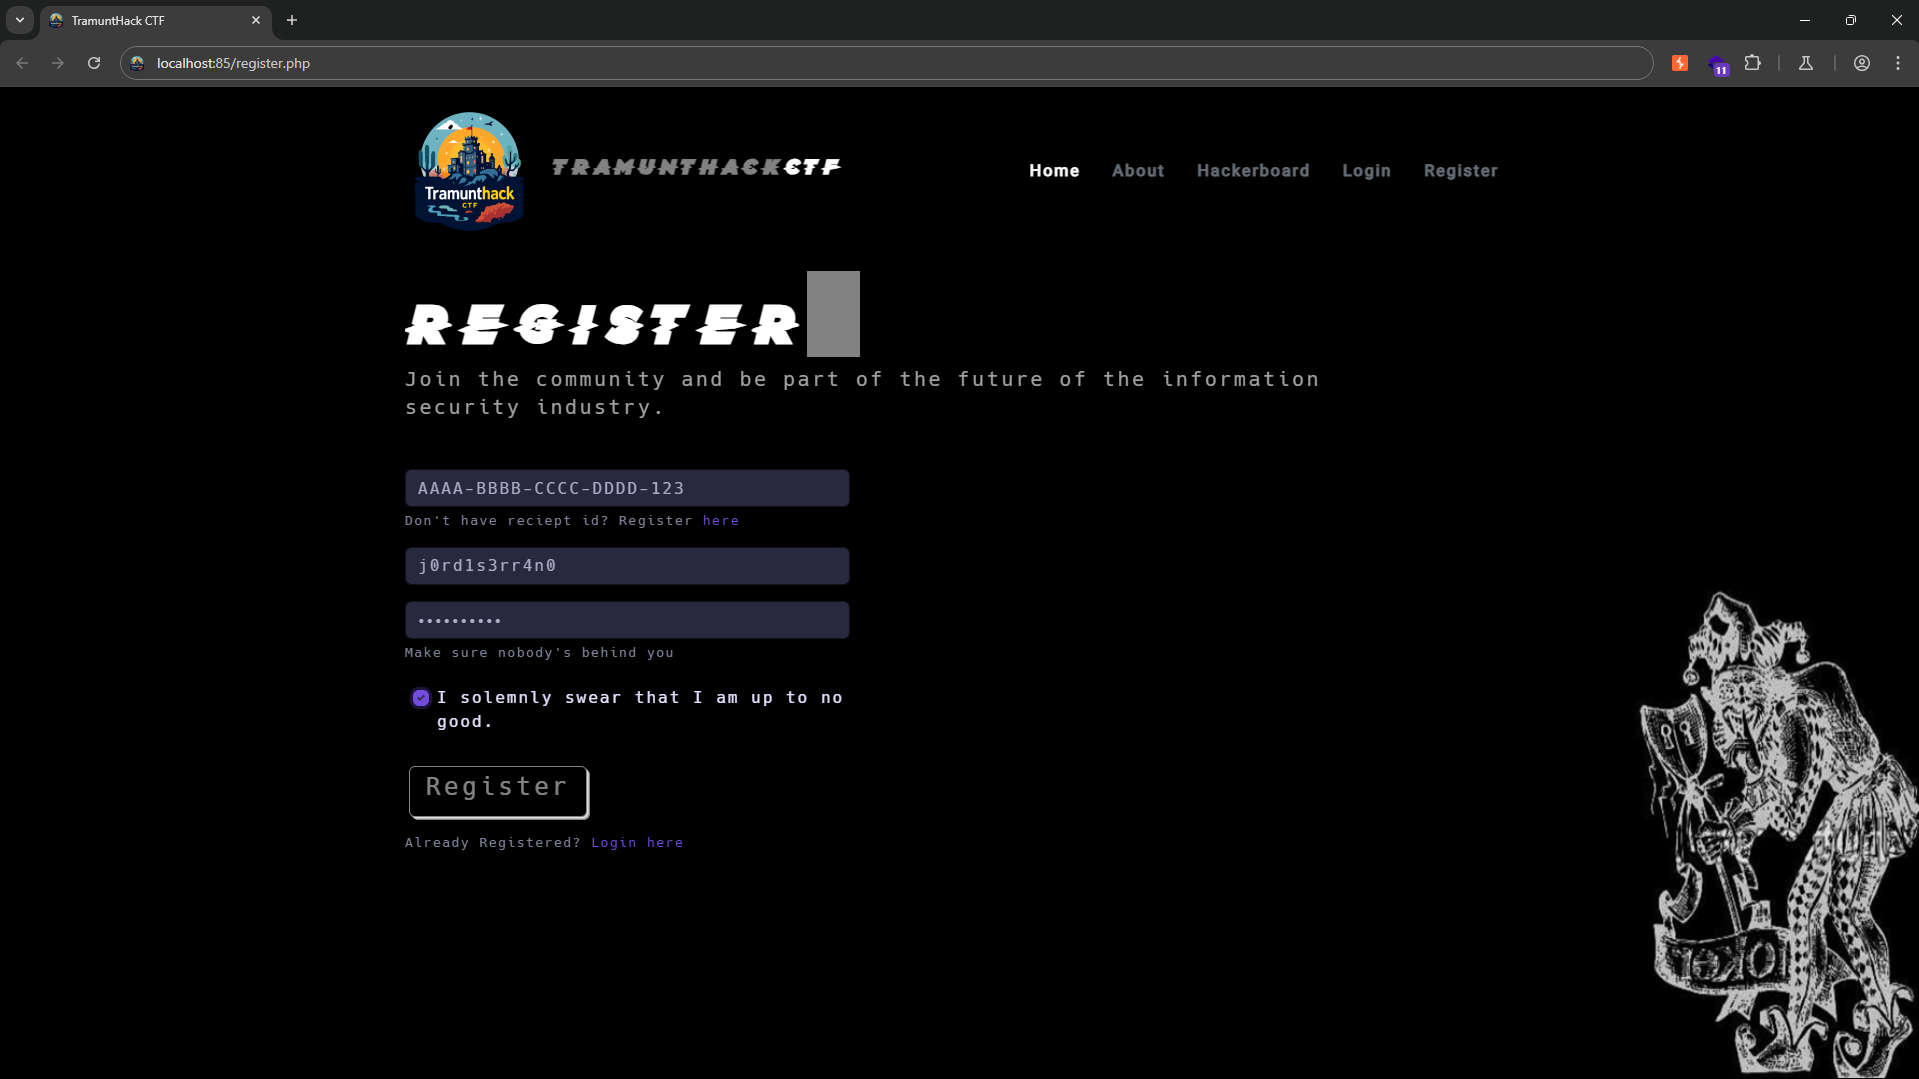 TramuntHack CTF
localhost:85/register.php
11
Tramunthack
CTF
TRAMUNTHACKCTF
Home About Hackerboard Login Register
REGISTER
Join the community and be part of the future of the information
security industry.
AAAA-BBBB-CCCC-DDDD-123
Don't have reciept id? Register here
j0rd1s3rr4n0
••••••••••
Make sure nobody's behind you
I solemnly swear that I am up to no
good.
Register
Already Registered? Login here